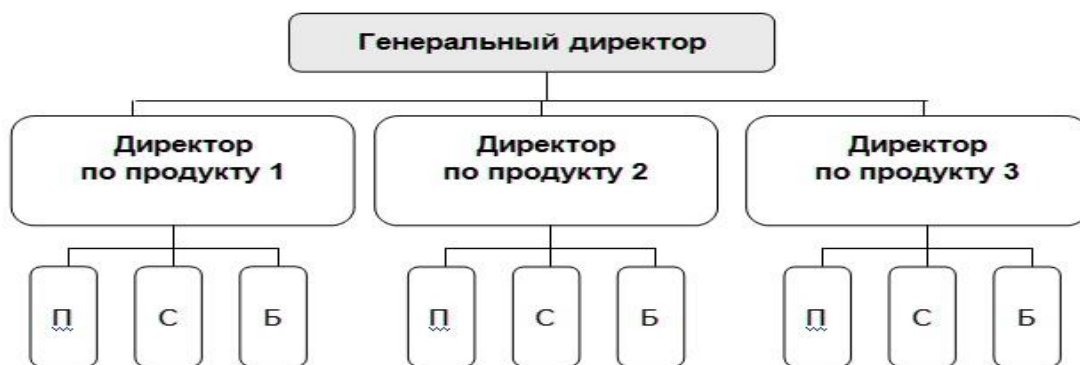 Генеральный директор
Директор
по продукту 1
Директор
по продукту 2
Директор
по продукту 3
П С Б П С Б П С Б